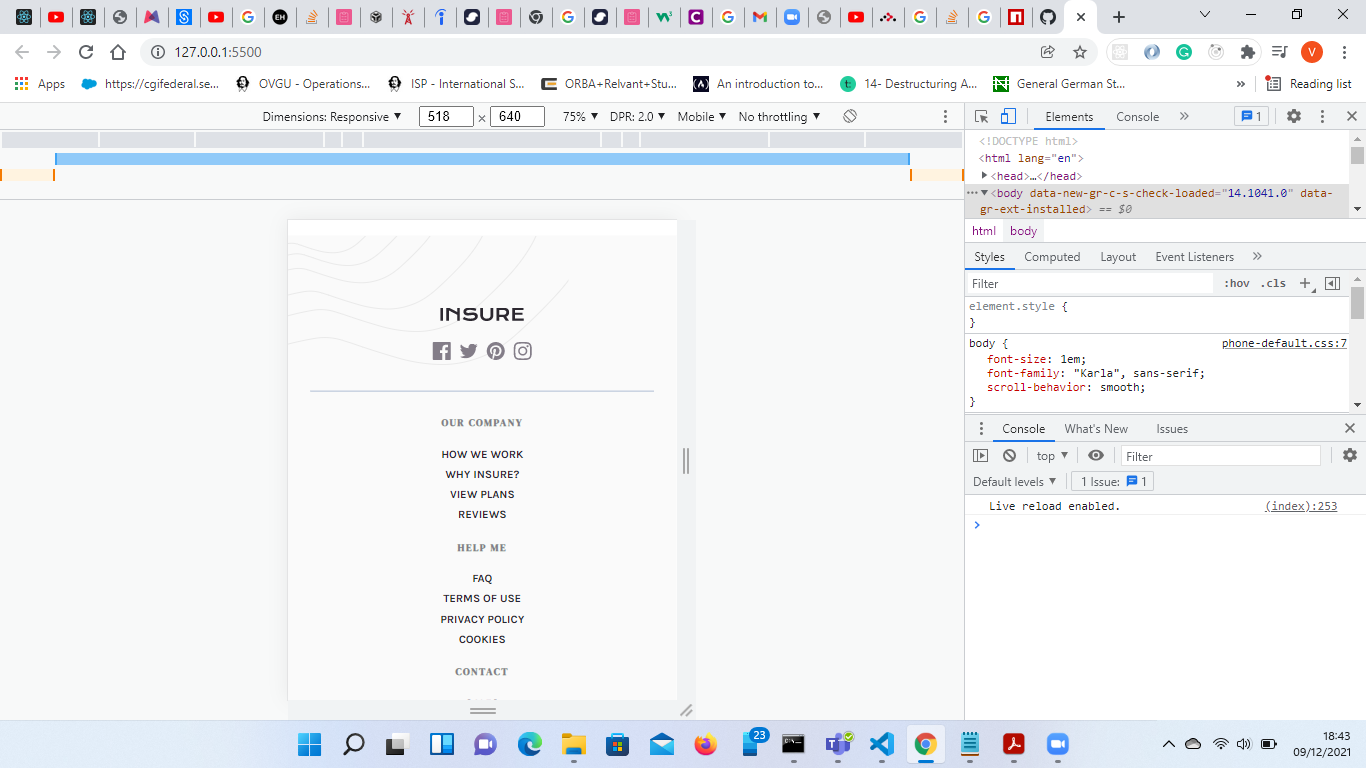 EH
C
127.0.0.1:5500
V
Apps
https://cgifederal.se...
OVGU - Operations...
ISP - International S...
ORBA+Relvant+Stu...
An introduction to...
14- Destructuring A...
General German St...
»
Reading list
Dimensions: Responsive
518 × 640
75%
DPR: 2.0
Mobile
No throttling
Elements
Console
»
1
<!DOCTYPE html>
<html lang="en">
<head>…</head>
<body data-new-gr-c-s-check-loaded="14.1041.0" data-
gr-ext-installed> == $0
html
body
Styles
Computed
Layout
Event Listeners
»
Filter
:hov
.cls
element.style {
}
body {
phone-default.css:7
font-size: 1em;
font-family: "Karla", sans-serif;
scroll-behavior: smooth;
}
Console
What's New
Issues
top
Filter
Default levels
1 Issue:
1
Live reload enabled.
(index):253
INSURE
OUR COMPANY
HOW WE WORK
WHY INSURE?
VIEW PLANS
REVIEWS
HELP ME
FAQ
TERMS OF USE
PRIVACY POLICY
COOKIES
CONTACT
23
18:43
09/12/2021